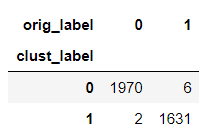 orig_label 0 1
clust_label
0 1970 6
1 2 1631